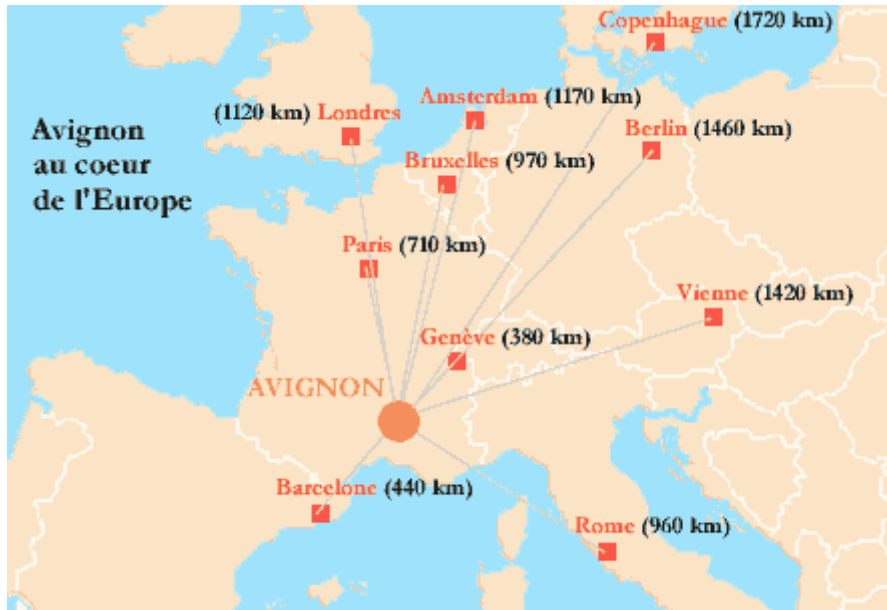 Copenhague (1720 km)
Amsterdam (1170 km)
(1120 km) Londres
Avignon
au coeur
de l'Europe
Berlin (1460 km)
Bruxelles (970 km)
Paris (710 km)
Vienne (1420 km)
Genève (380 km)
AVIGNON
Barcelone (440 km)
Rome (960 km)